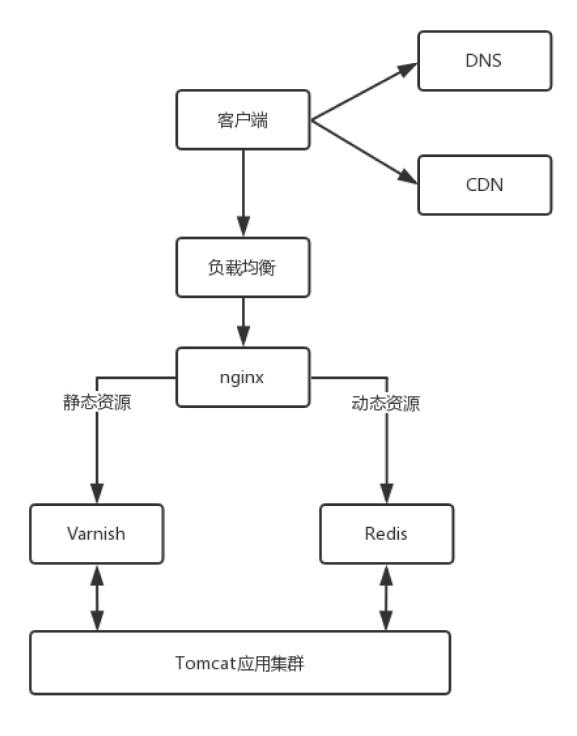 DNS
客户端
CDN
负载均衡
nginx
静态资源
动态资源
Varnish
Redis
Tomcat应用集群